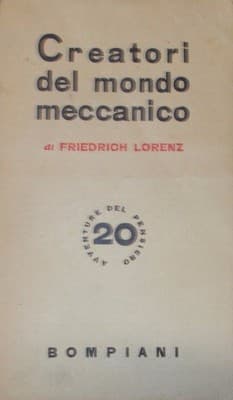 Creatori
del mondo
meccanico
di FRIEDRICH LORENZ
AVVENTURE DEL PENSIERO
20
BOMPIANI